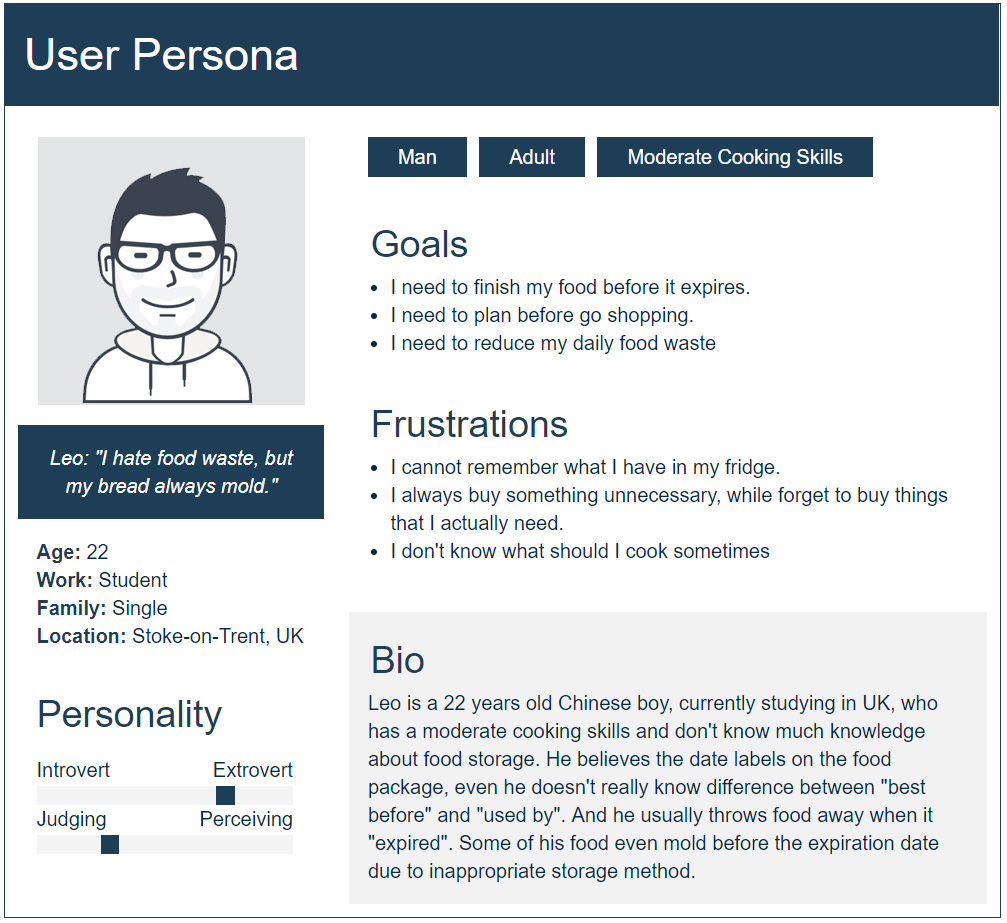 User Persona
Man
Adult
Moderate Cooking Skills
Leo: "I hate food waste, but
my bread always mold."
Age: 22
Work: Student
Family: Single
Location: Stoke-on-Trent, UK
Personality
Introvert Extrovert
Judging Perceiving
Goals
• I need to finish my food before it expires.
• I need to plan before go shopping.
• I need to reduce my daily food waste
Frustrations
• I cannot remember what I have in my fridge.
• I always buy something unnecessary, while forget to buy things
that I actually need.
• I don't know what should I cook sometimes
Bio
Leo is a 22 years old Chinese boy, currently studying in UK, who
has a moderate cooking skills and don't know much knowledge
about food storage. He believes the date labels on the food
package, even he doesn't really know difference between "best
before" and "used by". And he usually throws food away when it
"expired". Some of his food even mold before the expiration date
due to inappropriate storage method.